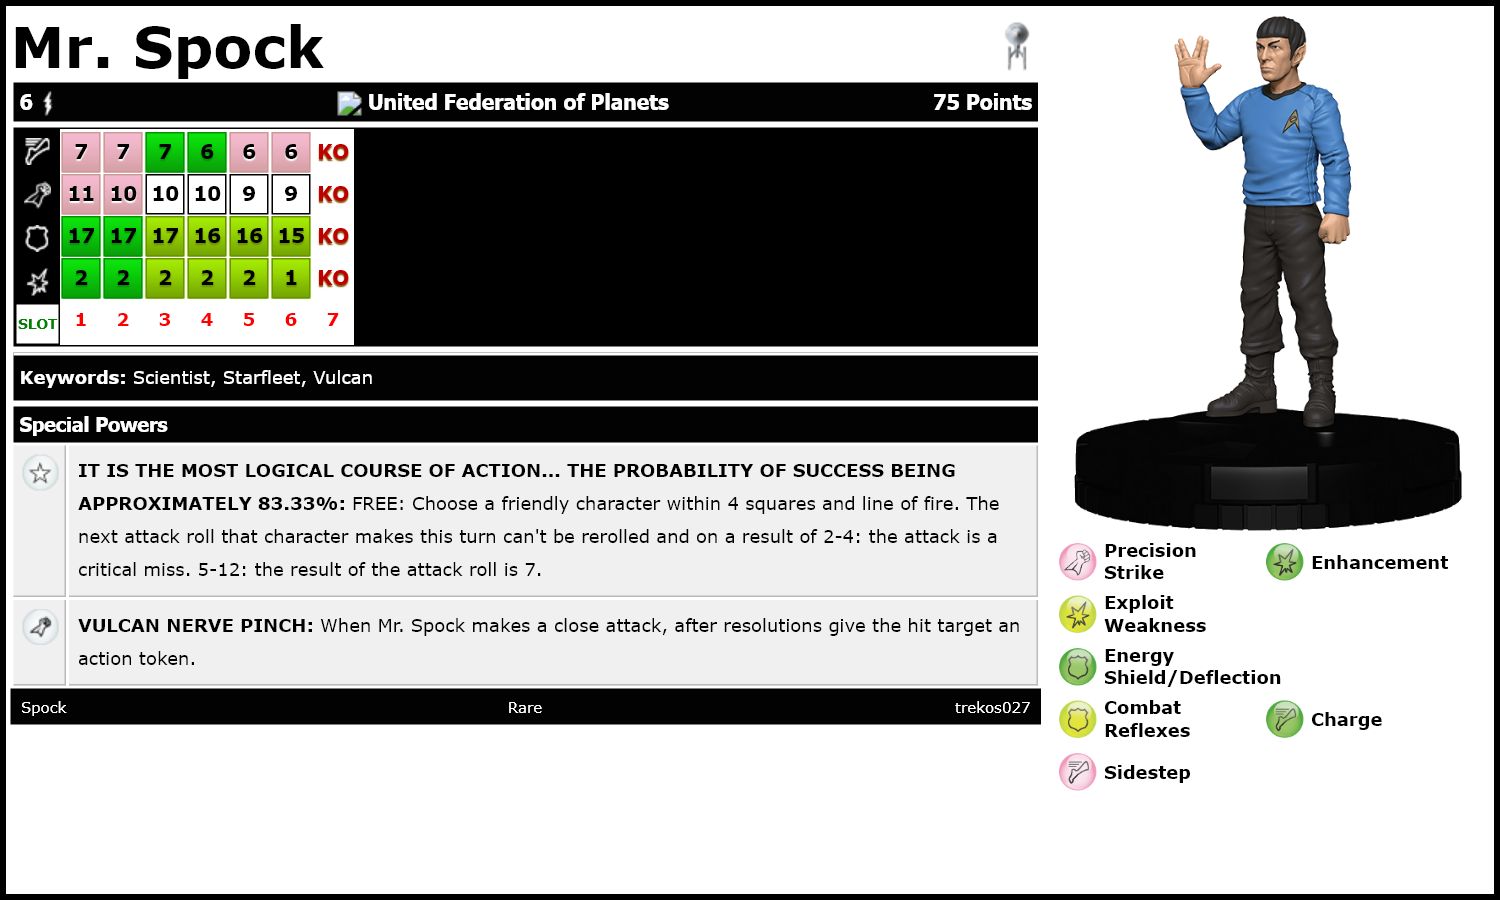 Mr. Spock
6 United Federation of Planets 75 Points
7 7 7 6 6 6 KO
11 10 10 10 9 9 KO
17 17 17 16 16 15 KO
2 2 2 2 2 1 KO
SLOT 1 2 3 4 5 6 7
Keywords: Scientist, Starfleet, Vulcan
Special Powers
IT IS THE MOST LOGICAL COURSE OF ACTION... THE PROBABILITY OF SUCCESS BEING
APPROXIMATELY 83.33%: FREE: Choose a friendly character within 4 squares and line of fire. The
next attack roll that character makes this turn can't be rerolled and on a result of 2-4: the attack is a
critical miss. 5-12: the result of the attack roll is 7.
VULCAN NERVE PINCH: When Mr. Spock makes a close attack, after resolutions give the hit target an
action token.
Spock Rare trekos027
Precision
Strike
Enhancement
Exploit
Weakness
Energy
Shield/Deflection
Combat
Reflexes
Charge
Sidestep